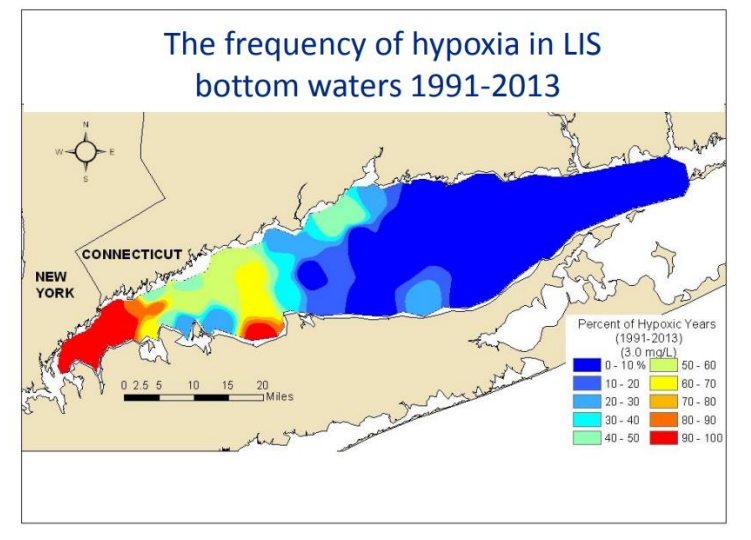 The frequency of hypoxia in LIS
bottom waters 1991-2013
N
W E
S
CONNECTICUT
NEW
YORK
0 2.5 5 10 15 20
Miles
Percent of Hypoxic Years
(1991-2013)
(3.0 mg/L)
0 - 10 % 50 - 60
10 - 20 60 - 70
20 - 30 70 - 80
30 - 40 80 - 90
40 - 50 90 - 100